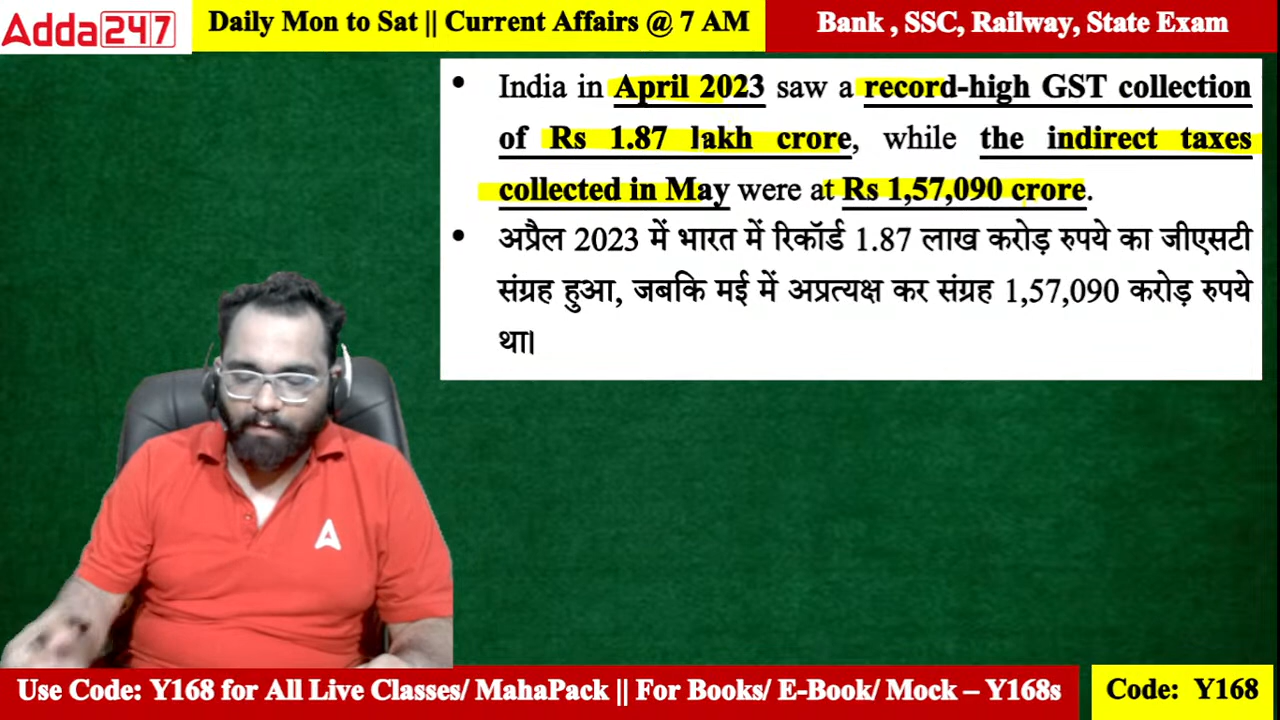 Adda247
Daily Mon to Sat || Current Affairs @ 7 AM
Bank , SSC, Railway, State Exam
• India in April 2023 saw a record-high GST collection
of Rs 1.87 lakh crore, while the indirect taxes
collected in May were at Rs 1,57,090 crore.
• अप्रैल 2023 में भारत में रिकॉर्ड 1.87 लाख करोड़ रुपये का जीएसटी
संग्रह हुआ, जबकि मई में अप्रत्यक्ष कर संग्रह 1,57,090 करोड़ रुपये
था।
Use Code: Y168 for All Live Classes/ MahaPack || For Books/ E-Book/ Mock – Y168s
Code: Y168